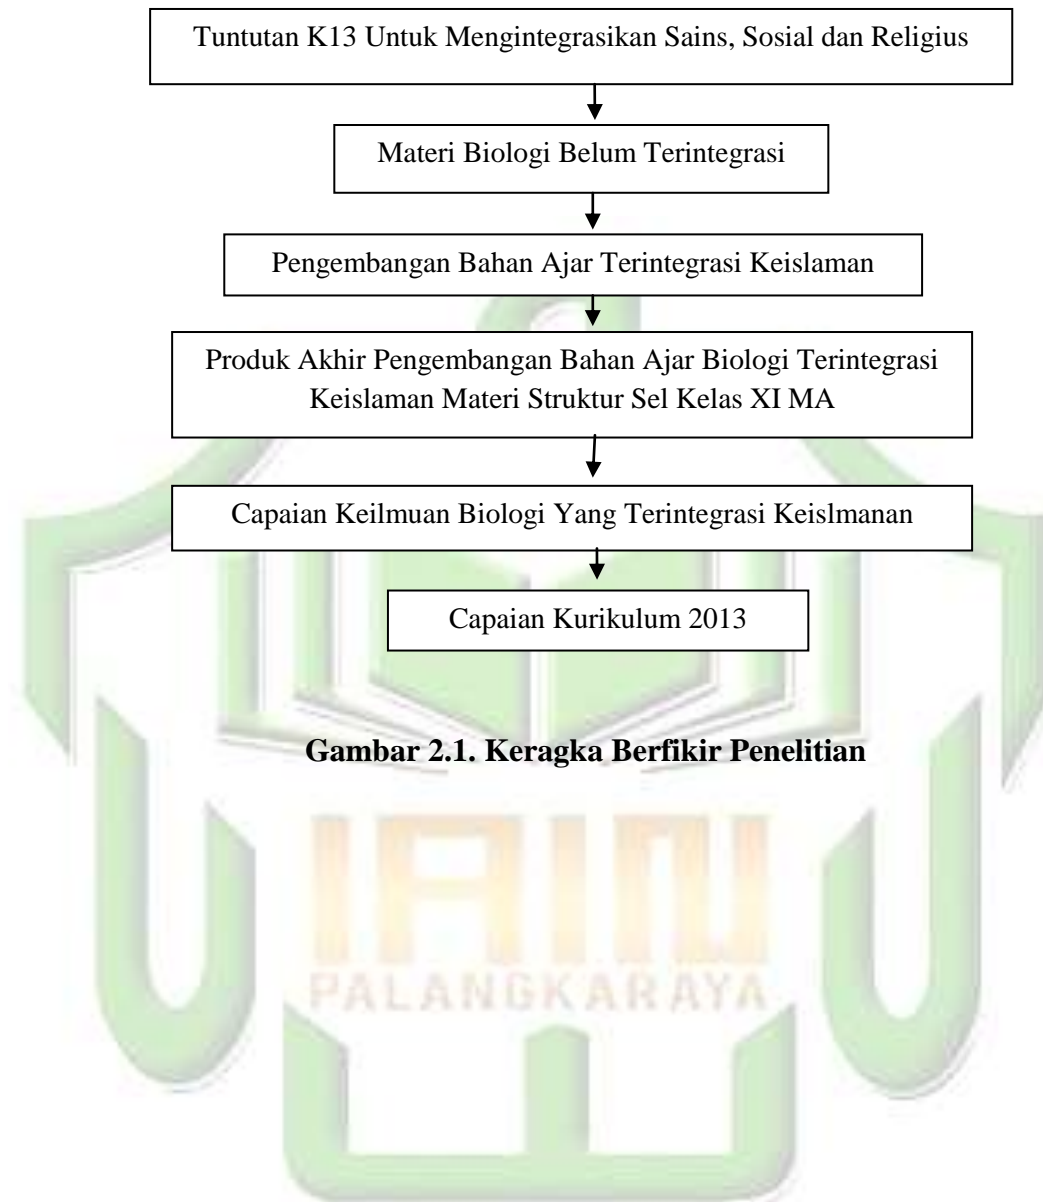 Tuntutan K13 Untuk Mengintegrasikan Sains, Sosial dan Religius
Materi Biologi Belum Terintegrasi
Pengembangan Bahan Ajar Terintegrasi Keislaman
Produk Akhir Pengembangan Bahan Ajar Biologi Terintegrasi
Keislaman Materi Struktur Sel Kelas XI MA
Capaian Keilmuan Biologi Yang Terintegrasi Keislmanan
Capaian Kurikulum 2013
Gambar 2.1. Keragka Berfikir Penelitian
IAIN
PALANGKARAYA